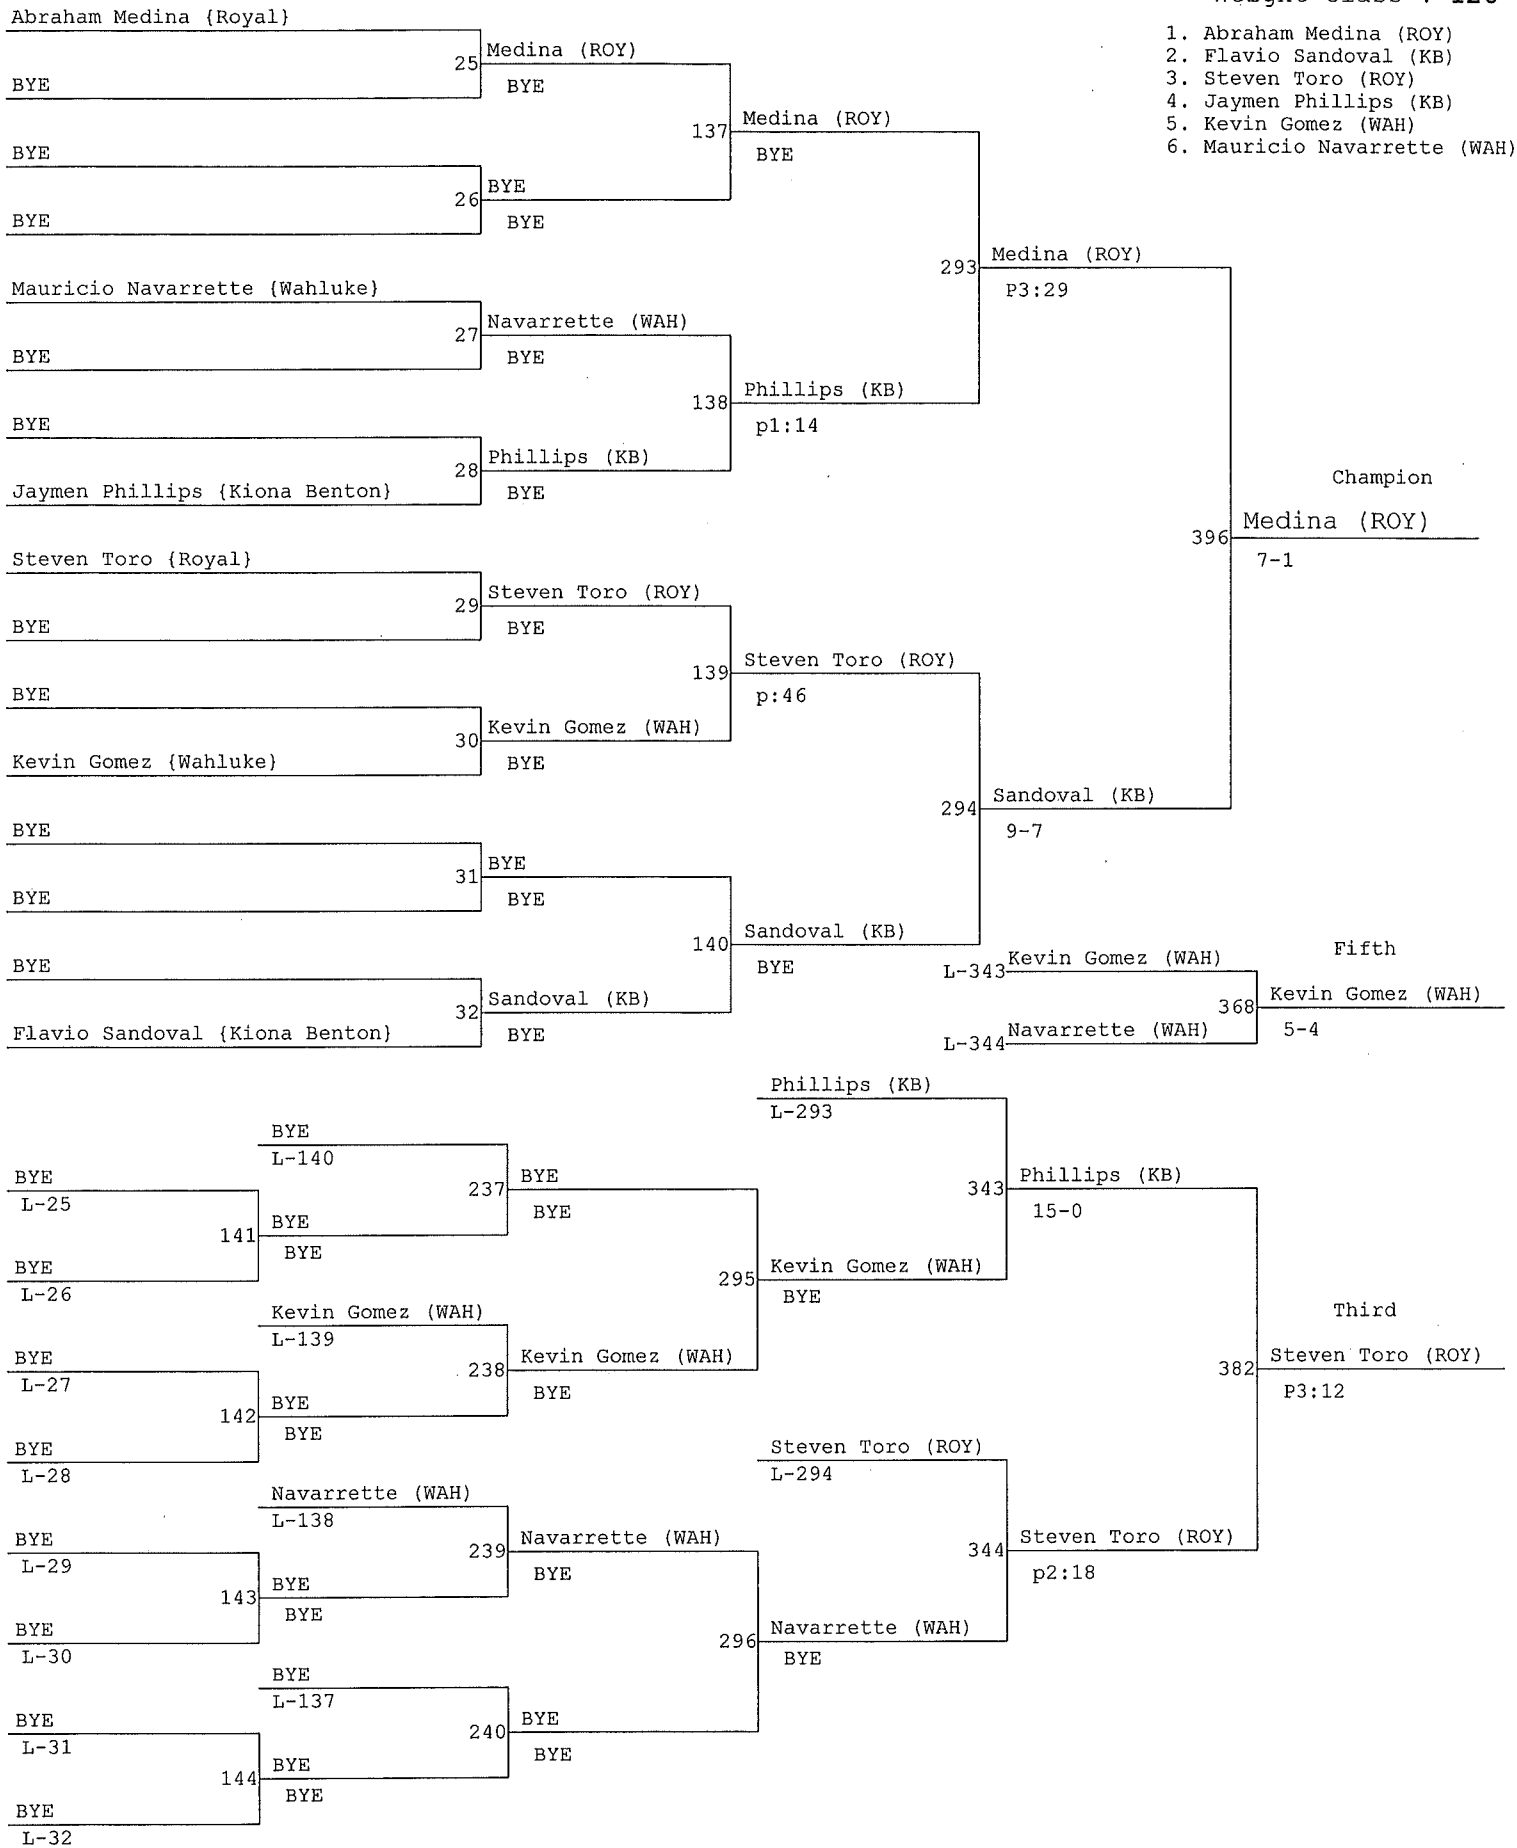 Abraham Medina {Royal}
25
Medina (ROY)
BYE
BYE
137
Medina (ROY)
BYE
BYE
26
BYE
BYE
BYE
293
Medina (ROY)
P3:29
Mauricio Navarrette {Wahluke}
27
Navarrette (WAH)
BYE
BYE
138
Phillips (KB)
p1:14
BYE
28
Phillips (KB)
BYE
Jaymen Phillips {Kiona Benton}
Champion
396
Medina (ROY)
7-1
Steven Toro {Royal}
29
Steven Toro (ROY)
BYE
BYE
139
Steven Toro (ROY)
p:46
BYE
30
Kevin Gomez (WAH)
BYE
Kevin Gomez {Wahluke}
294
Sandoval (KB)
9-7
BYE
31
BYE
BYE
BYE
140
Sandoval (KB)
BYE
BYE
32
Sandoval (KB)
BYE
Flavio Sandoval {Kiona Benton}
1. Abraham Medina (ROY)
2. Flavio Sandoval (KB)
3. Steven Toro (ROY)
4. Jaymen Phillips (KB)
5. Kevin Gomez (WAH)
6. Mauricio Navarrette (WAH)
Fifth
L-343
Kevin Gomez (WAH)
368
Kevin Gomez (WAH)
5-4
L-344
Navarrette (WAH)
Phillips (KB)
L-293
BYE
L-140
BYE
L-25
237
BYE
BYE
343
Phillips (KB)
15-0
141
BYE
BYE
BYE
L-26
295
Kevin Gomez (WAH)
BYE
Kevin Gomez (WAH)
L-139
Third
BYE
L-27
238
Kevin Gomez (WAH)
BYE
382
Steven Toro (ROY)
P3:12
142
BYE
BYE
BYE
L-28
Steven Toro (ROY)
L-294
Navarrette (WAH)
L-138
BYE
L-29
239
Navarrette (WAH)
BYE
344
Steven Toro (ROY)
p2:18
143
BYE
BYE
BYE
L-30
296
Navarrette (WAH)
BYE
BYE
L-137
BYE
L-31
240
BYE
BYE
144
BYE
BYE
BYE
L-32